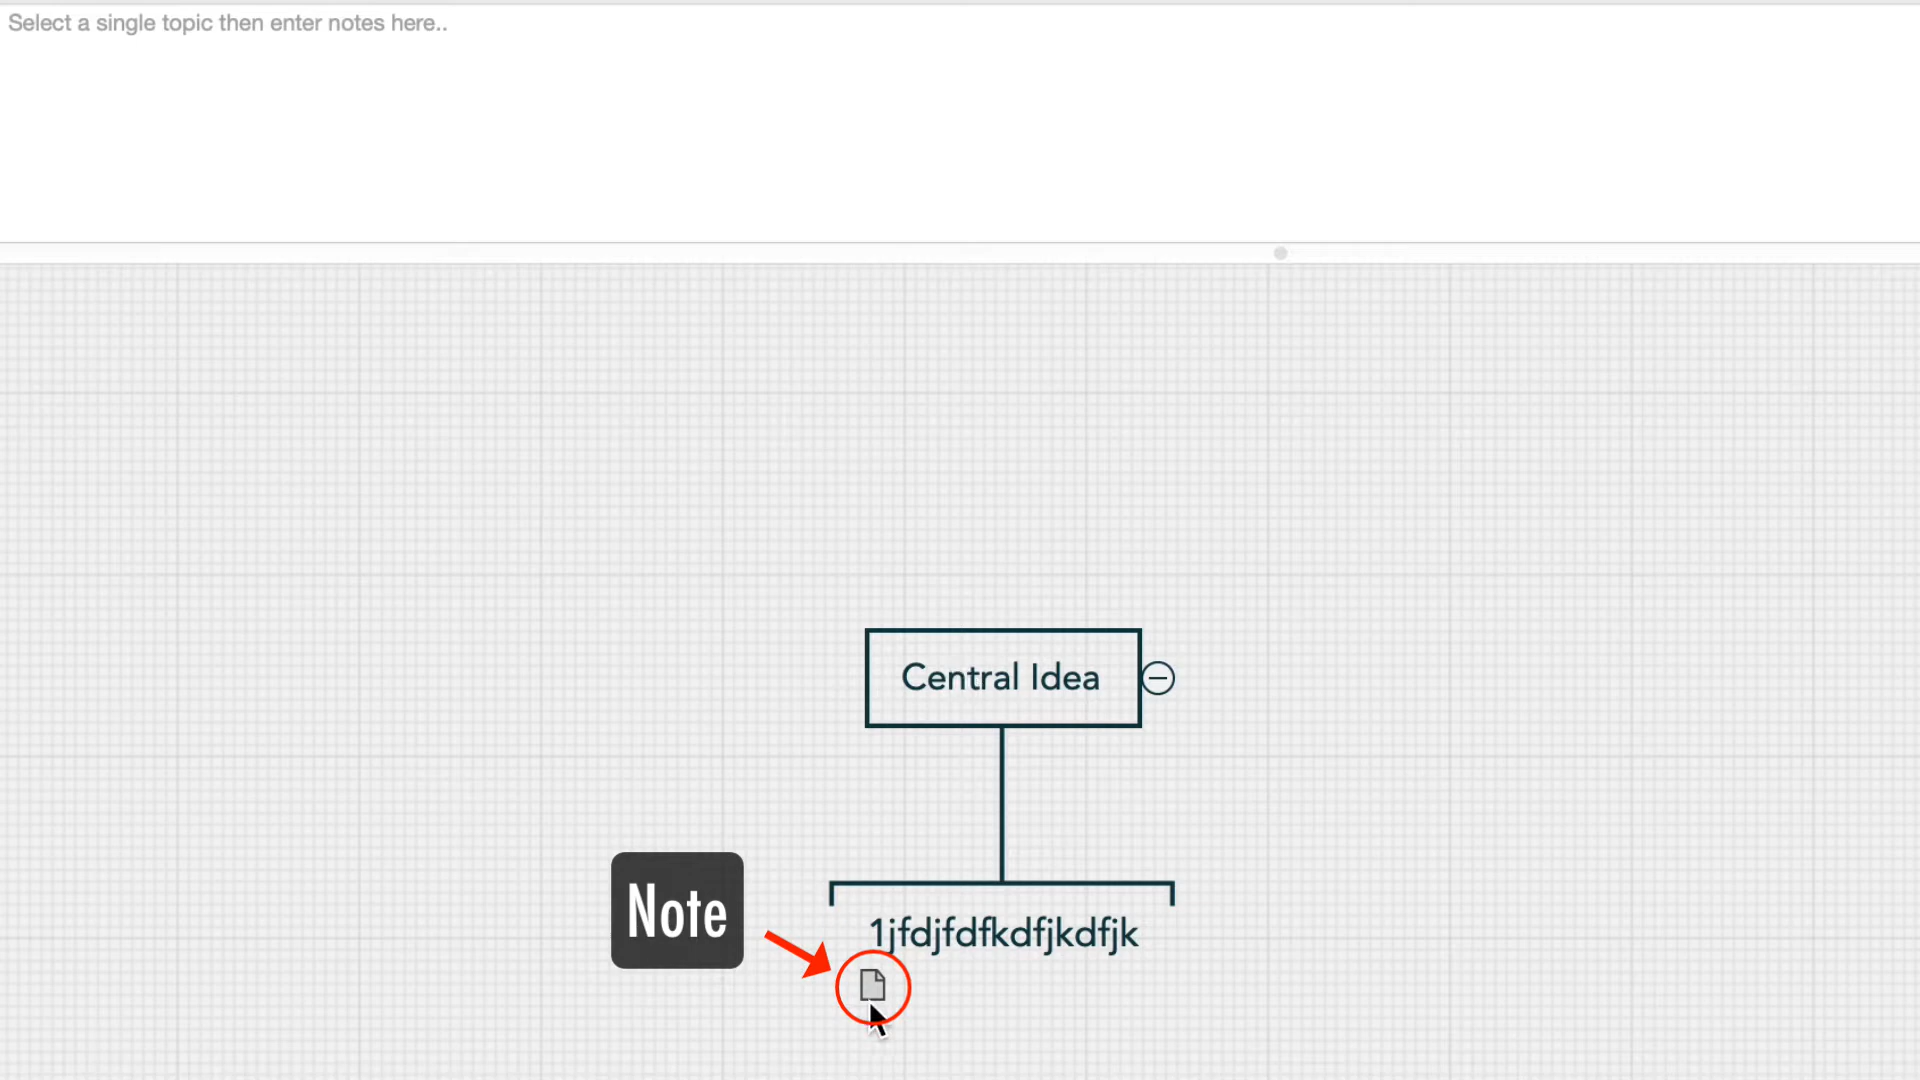 Select a single topic then enter notes here..
Central Idea
Note
1jfdjfdfkdfjkdfjk